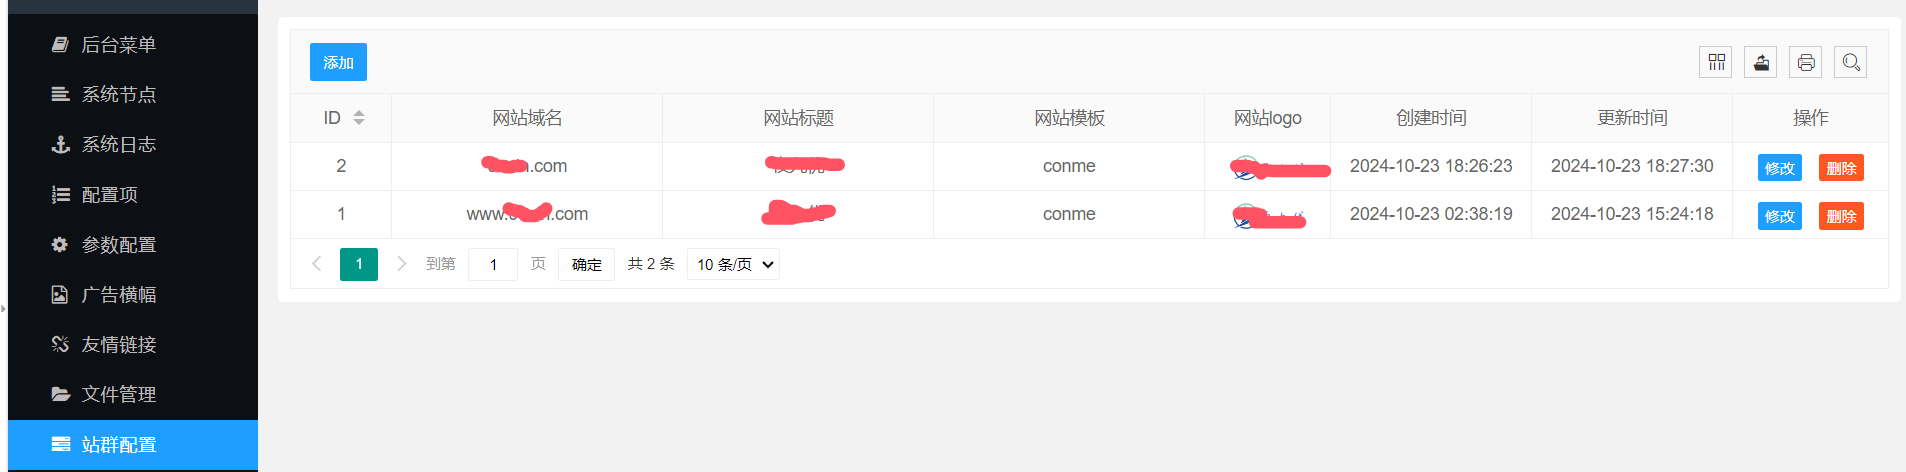 后台菜单
系统节点
系统日志
配置项
参数配置
广告横幅
友情链接
文件管理
站群配置
添加
ID 网站域名 网站标题 网站模板 网站logo 创建时间 更新时间 操作
2 .com conme 2024-10-23 18:26:23 2024-10-23 18:27:30 修改 删除
1 www. .com conme 2024-10-23 02:38:19 2024-10-23 15:24:18 修改 删除
1 到第 1 页 确定 共 2 条 10 条/页